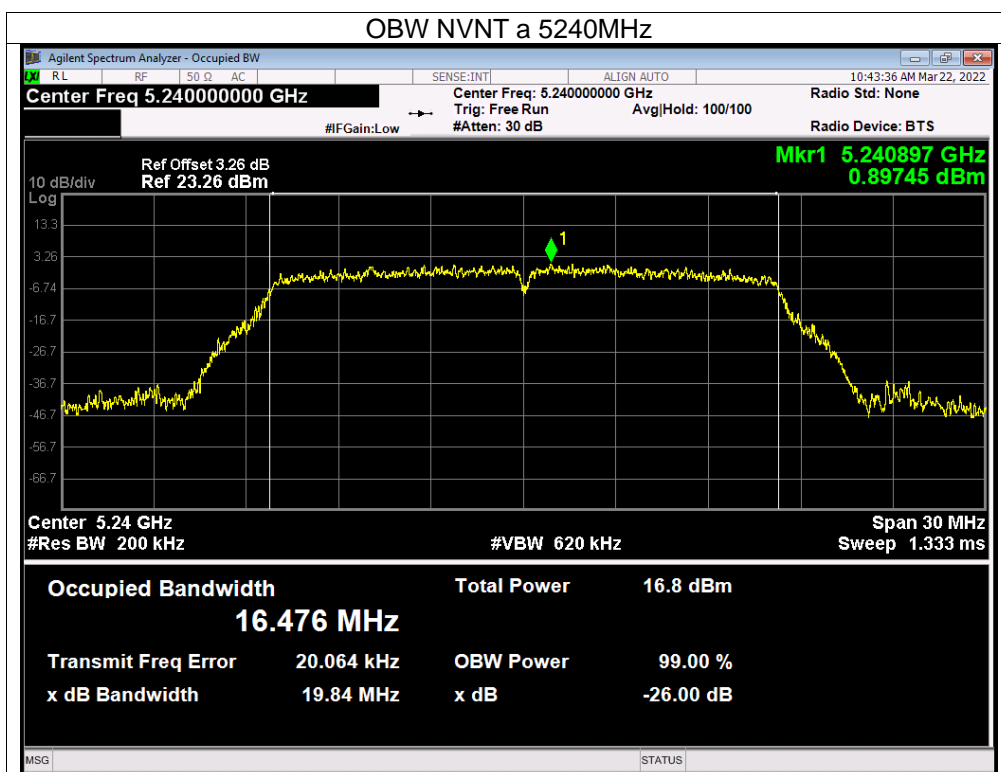 OBW NVNT a 5240MHz
Agilent Spectrum Analyzer - Occupied BW
LXI RL RF 50 Ω AC SENSE:INT ALIGN AUTO 10:43:36 AM Mar 22, 2022
Center Freq 5.240000000 GHz Center Freq: 5.240000000 GHz Radio Std: None
Trig: Free Run Avg|Hold: 100/100
#IFGain:Low #Atten: 30 dB Radio Device: BTS
Mkr1 5.240897 GHz
0.89745 dBm
Ref Offset 3.26 dB
10 dB/div Ref 23.26 dBm
Log
13.3
1
3.26
-6.74
-16.7
-26.7
-36.7
-46.7
-56.7
-66.7
Center 5.24 GHz Span 30 MHz
#Res BW 200 kHz #VBW 620 kHz Sweep 1.333 ms
Occupied Bandwidth Total Power 16.8 dBm
16.476 MHz
Transmit Freq Error 20.064 kHz OBW Power 99.00 %
x dB Bandwidth 19.84 MHz x dB -26.00 dB
MSG STATUS